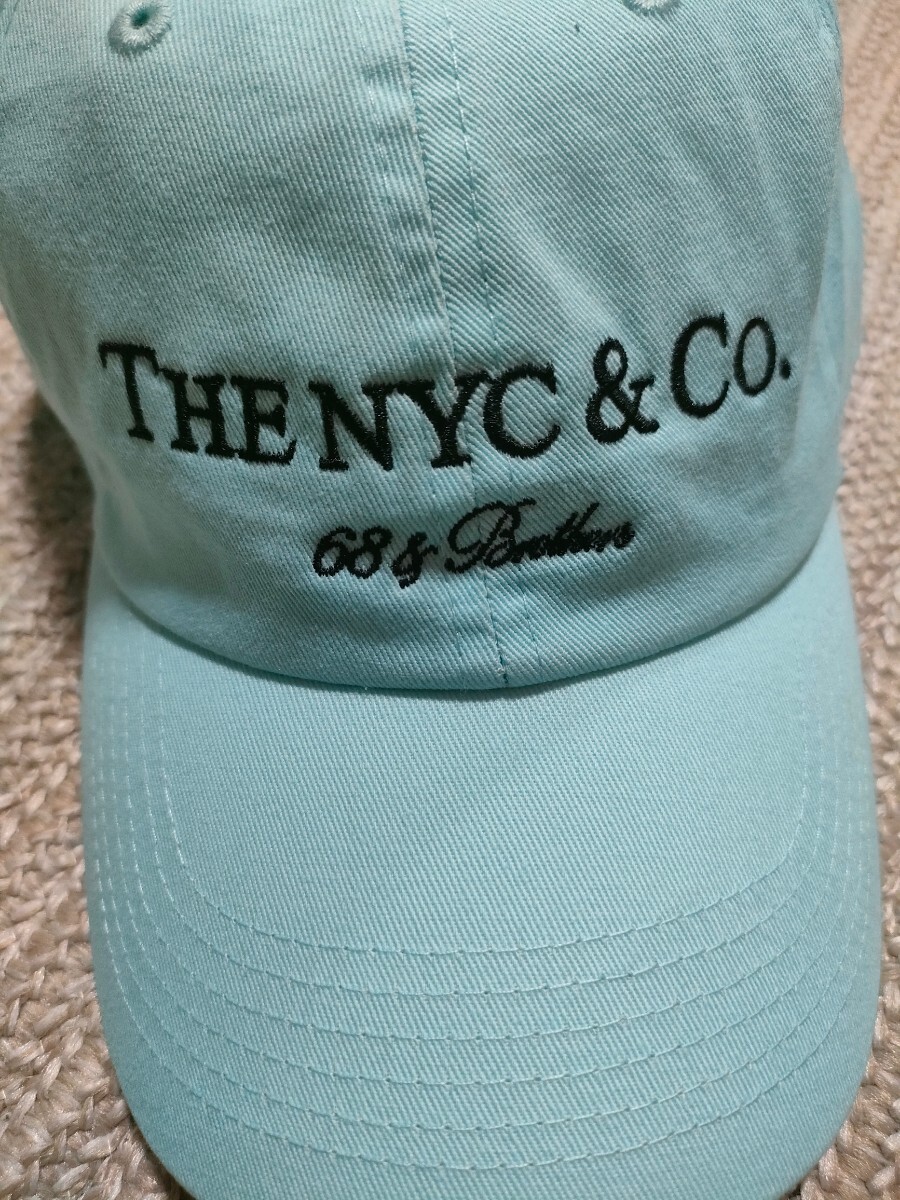 THE NYC & CO.
68 & Brothers